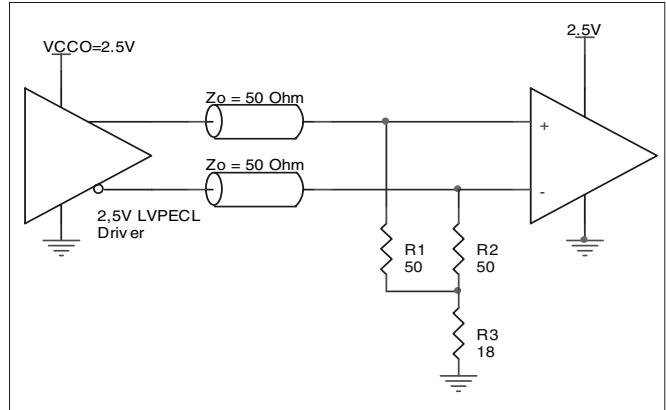 VCCO=2.5V
2.5V
Zo = 50 Ohm
+
Zo = 50 Ohm
-
2,5V LVPECL
Driver
R1
50
R2
50
R3
18